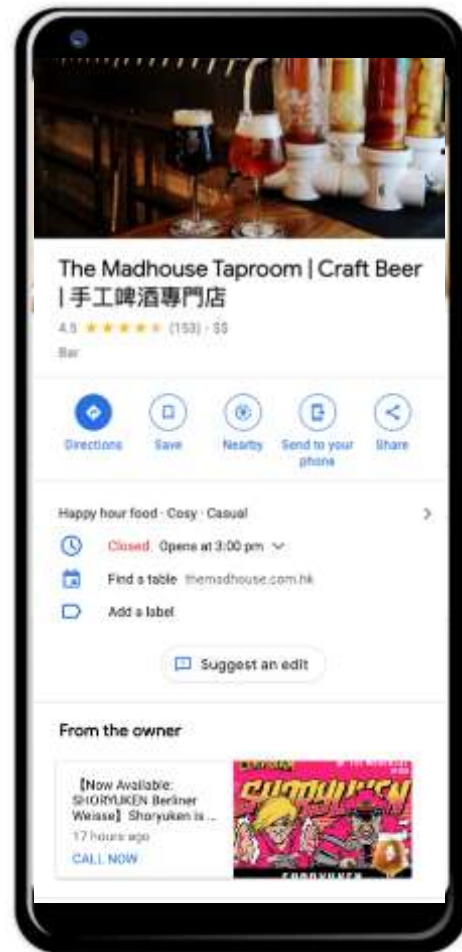 The Madhouse Taproom | Craft Beer
| 手工啤酒專門店
4.5 (153) · $$
Bar
Directions
Save
Nearby
Send to your
phone
Share
Happy hour food · Cosy · Casual
Closed. Opens at 3:00 pm
Find a table themadhouse.com.hk
Add a label
Suggest an edit
From the owner
【Now Available:
SHORYUKEN Berliner
Weisse】 Shoryuken is ...
17 hours ago
CALL NOW
SHORYUKEN